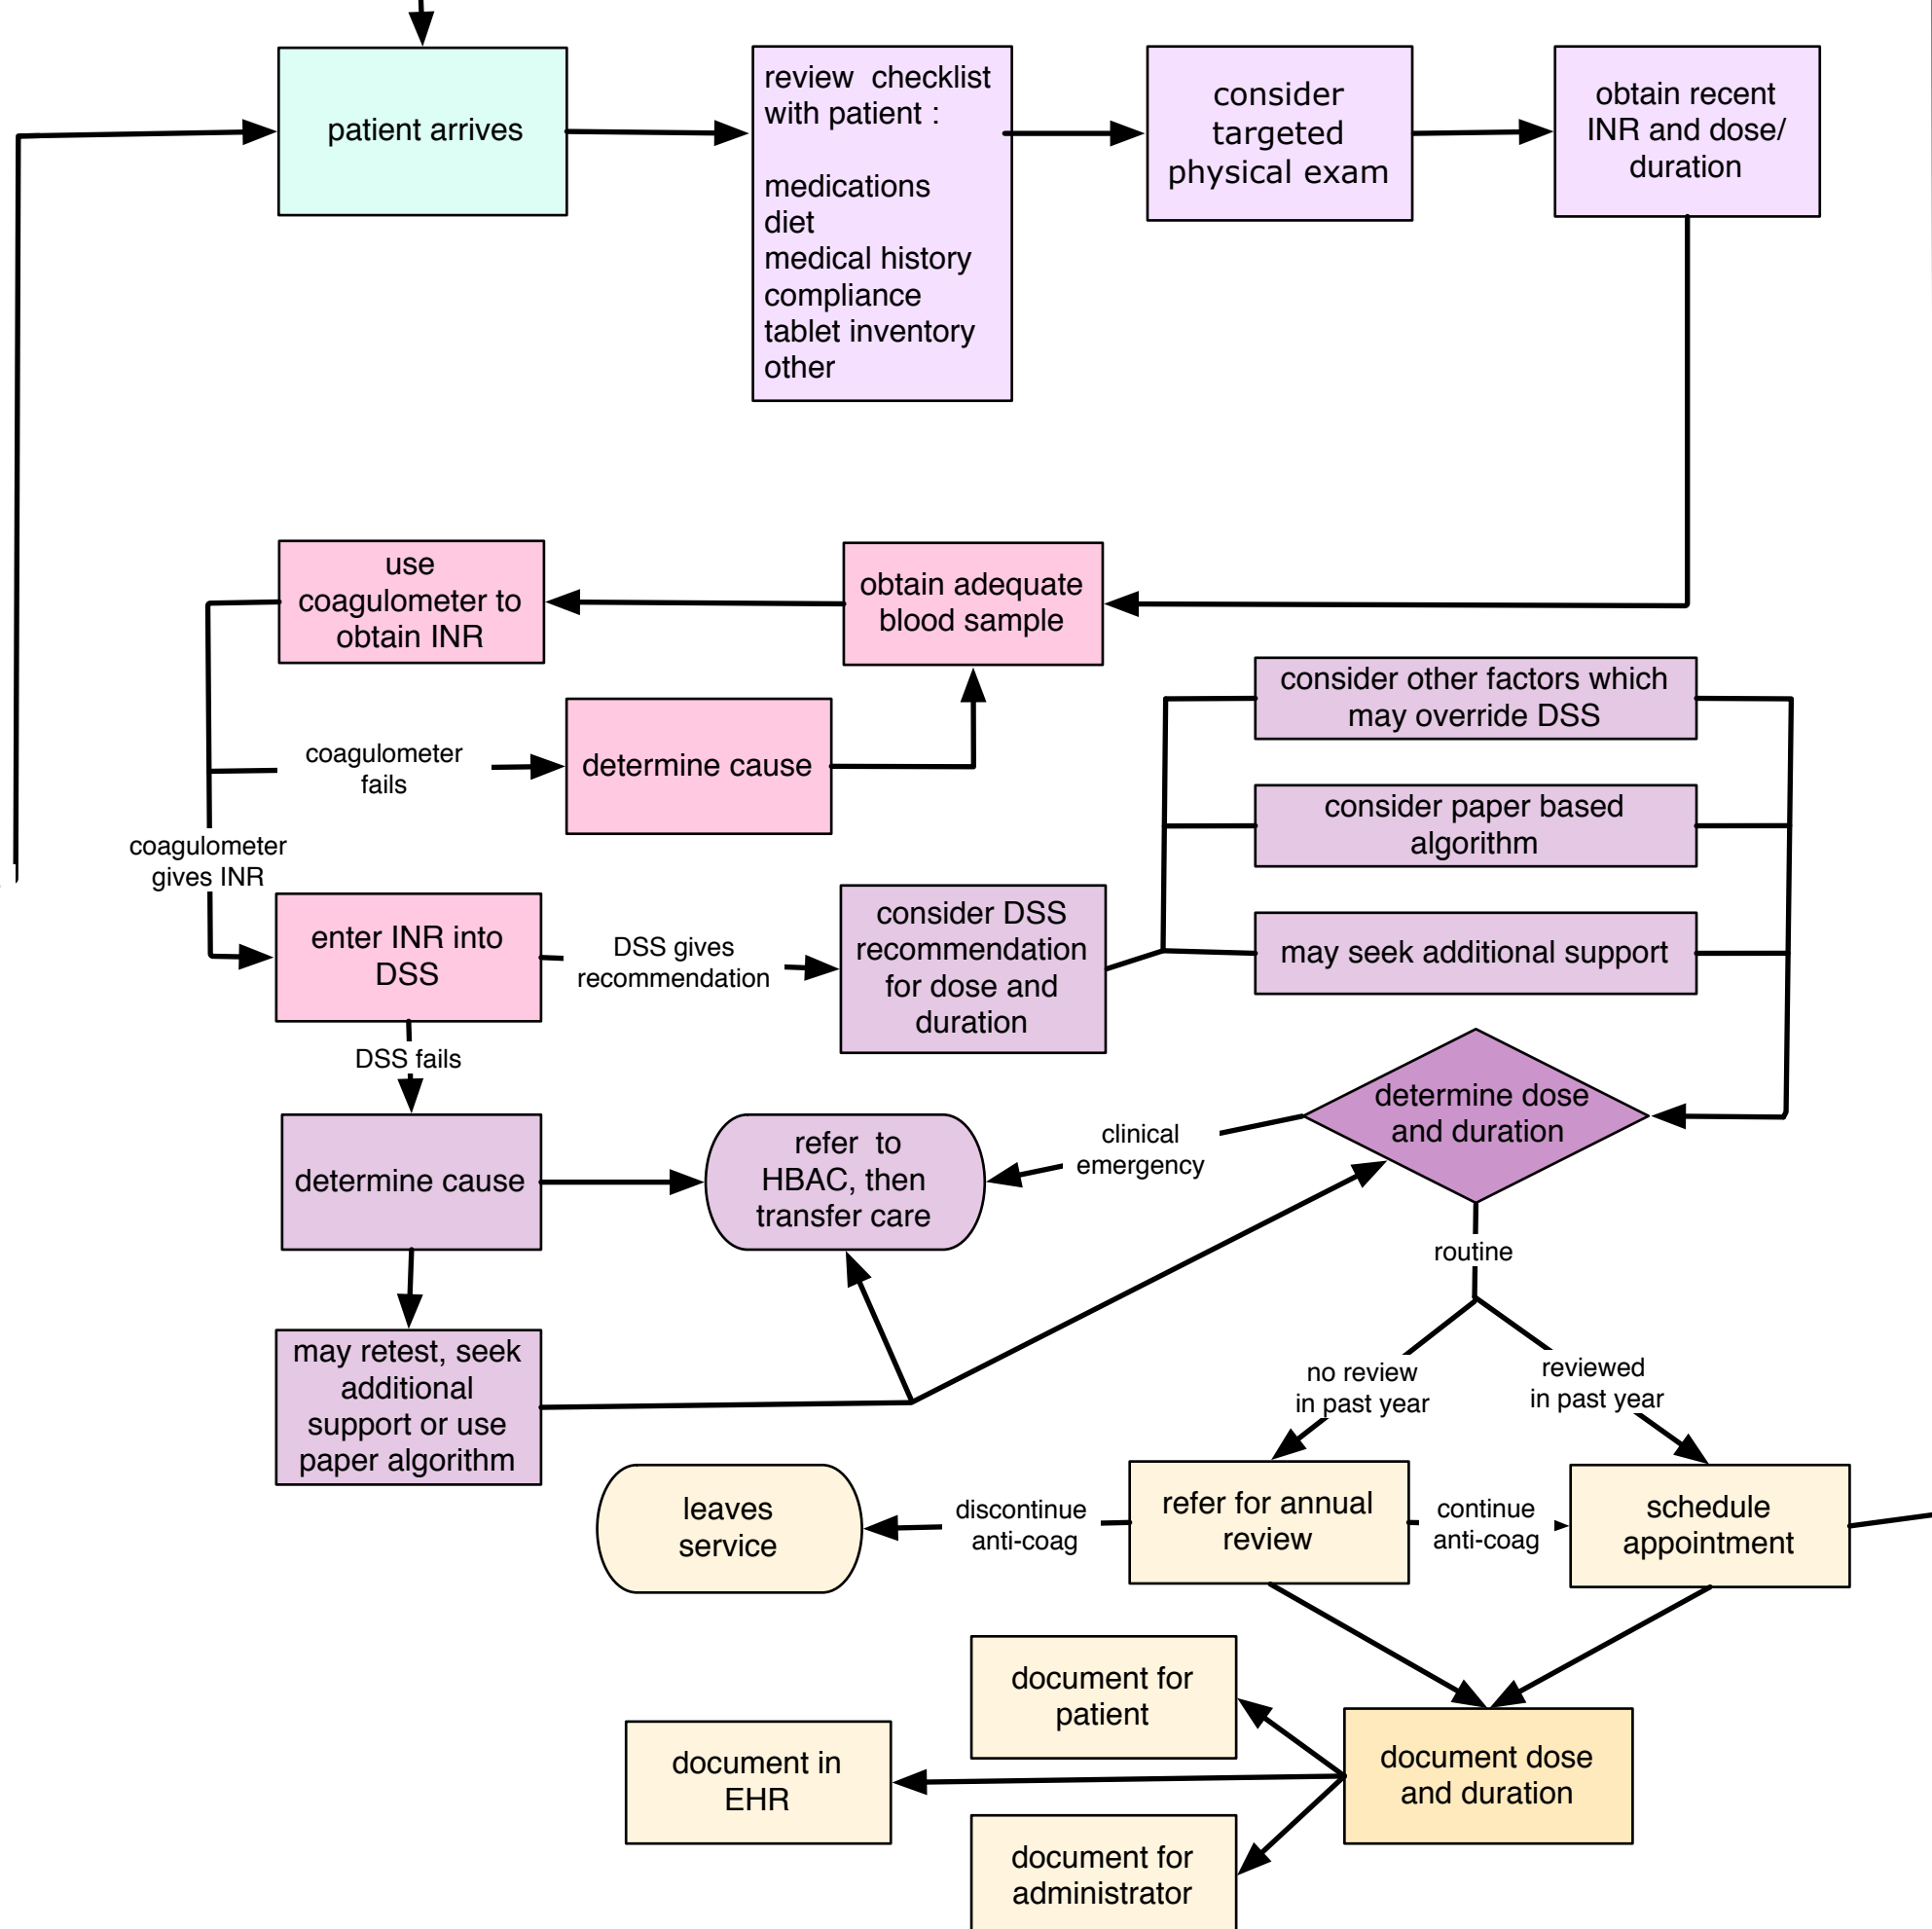 patient arrives
review checklist
with patient :
medications
diet
medical history
compliance
tablet inventory
other
consider
targeted
physical exam
obtain recent
INR and dose/
duration
use
coagulometer to
obtain INR
obtain adequate
blood sample
coagulometer
fails
determine cause
consider other factors which
may override DSS
consider paper based
algorithm
may seek additional support
coagulometer
gives INR
enter INR into
DSS
DSS gives
recommendation
consider DSS
recommendation
for dose and
duration
DSS fails
determine cause
refer to
HBAC, then
transfer care
clinical
emergency
determine dose
and duration
routine
may retest, seek
additional
support or use
paper algorithm
no review
in past year
reviewed
in past year
leaves
service
discontinue
anti-coag
refer for annual
review
continue
anti-coag
schedule
appointment
document for
patient
document in
EHR
document dose
and duration
document for
administrator